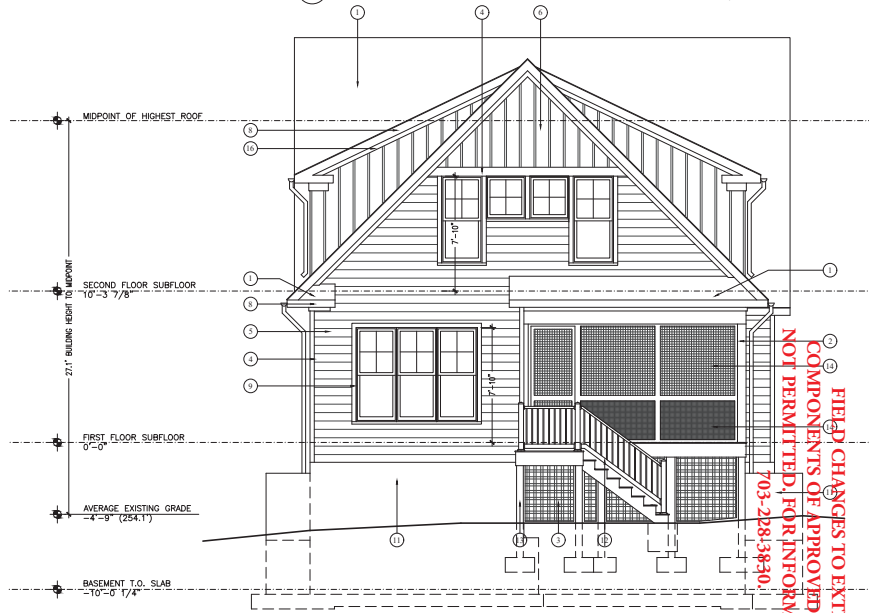 1
4
6
MIDPOINT OF HIGHEST ROOF
8
16
7'-10"
27.1' BUILDING HEIGHT TO MIDPOINT
1
1
SECOND FLOOR SUBFLOOR
10'-3 7/8"
8
5
2
4
14
9
7'-10"
14
FIRST FLOOR SUBFLOOR
0'-0"
11
AVERAGE EXISTING GRADE
-4'-9" (254.1')
11
13
3
12
BASEMENT T.O. SLAB
-10'-0 1/4"
FIELD CHANGES TO EXT
COMPONENTS OF APPROVED
NOT PERMITTED. FOR INFORM
703-228-3830.